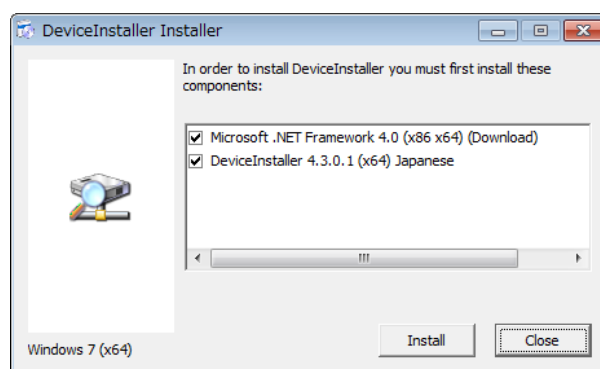 DeviceInstaller Installer
In order to install DeviceInstaller you must first install these
components:
Microsoft .NET Framework 4.0 (x86 x64) (Download)
DeviceInstaller 4.3.0.1 (x64) Japanese
Windows 7 (x64)
Install
Close